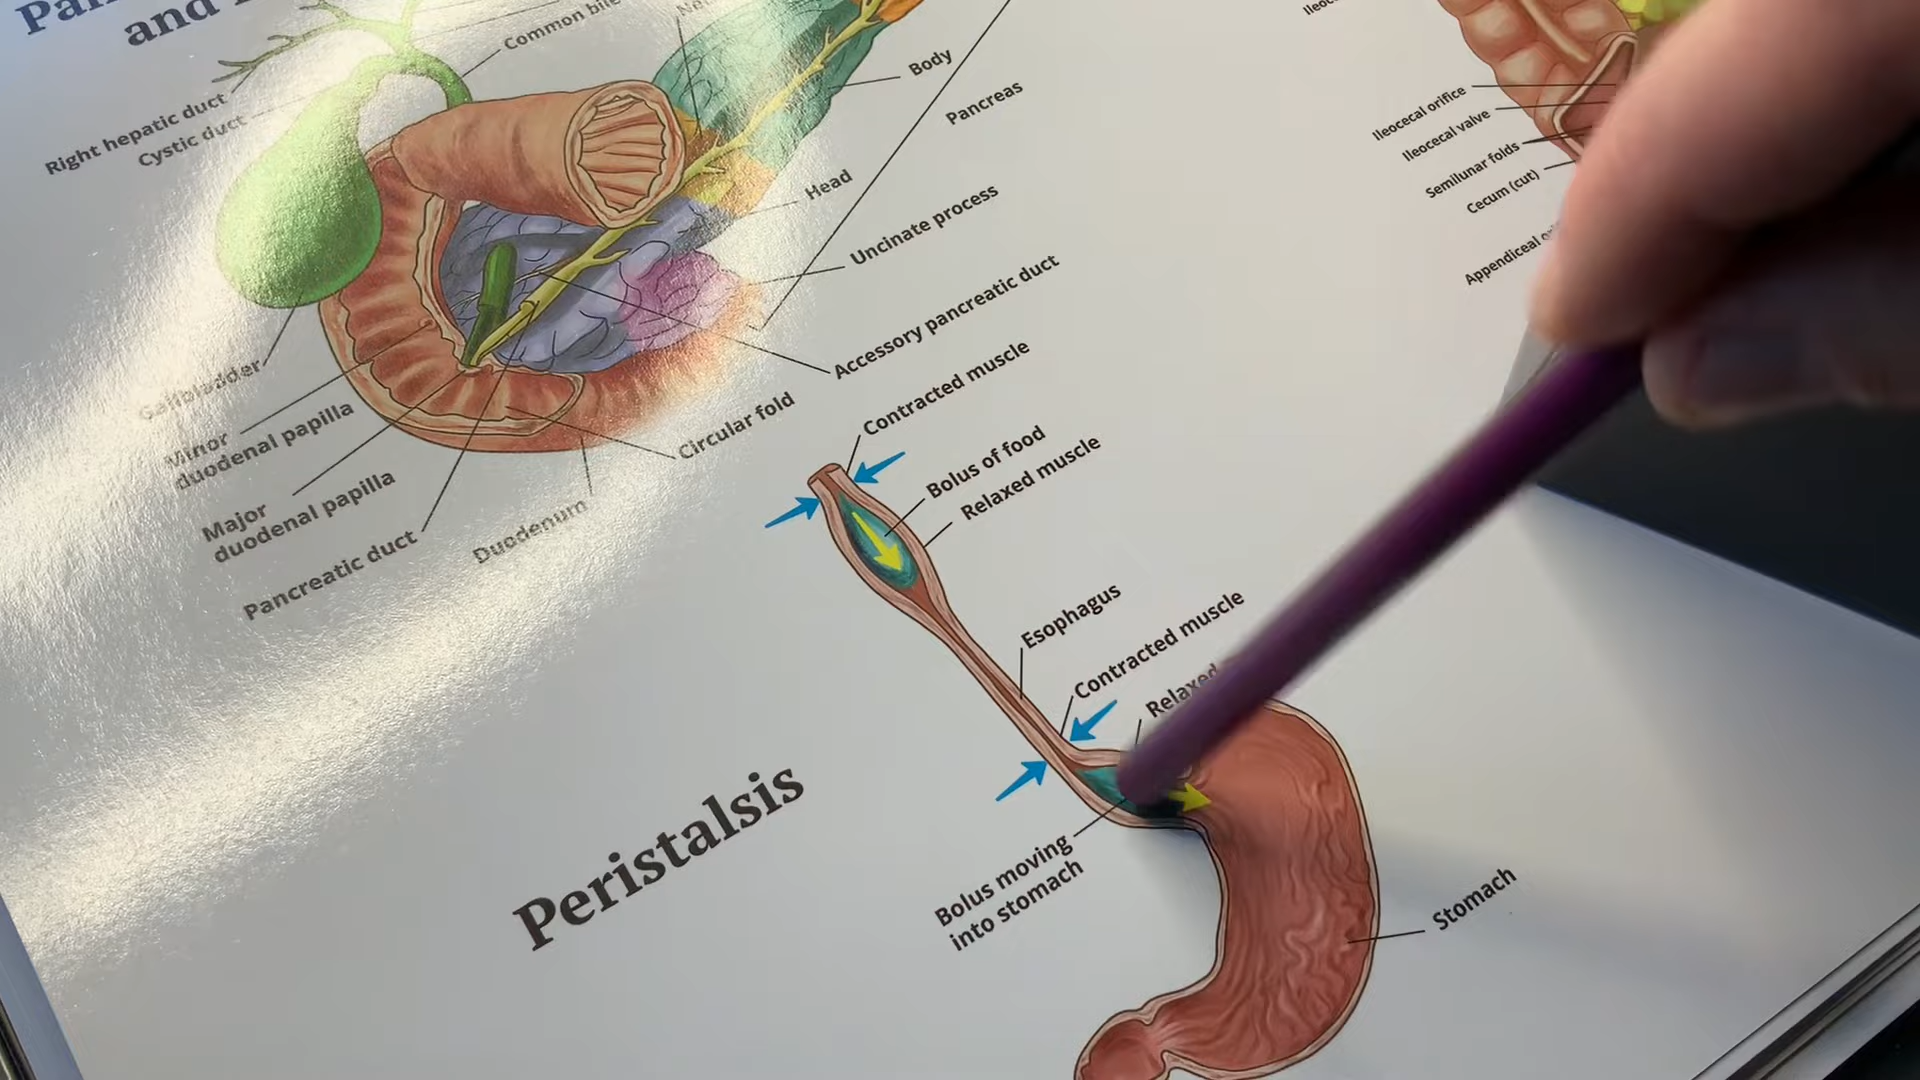 and
Common bile
Right hepatic duct
Cystic duct
Body
Pancreas
Head
Uncinate process
Accessory pancreatic duct
Gallbladder
Minor
duodenal papilla
Major
duodenal papilla
Pancreatic duct
Duodenum
Circular fold
Contracted muscle
Bolus of food
Relaxed muscle
Esophagus
Contracted muscle
Relaxed
Bolus moving
into stomach
Stomach
Peristalsis
Ileocecal orifice
Ileocecal valve
Semilunar folds
Cecum (cut)
Appendiceal